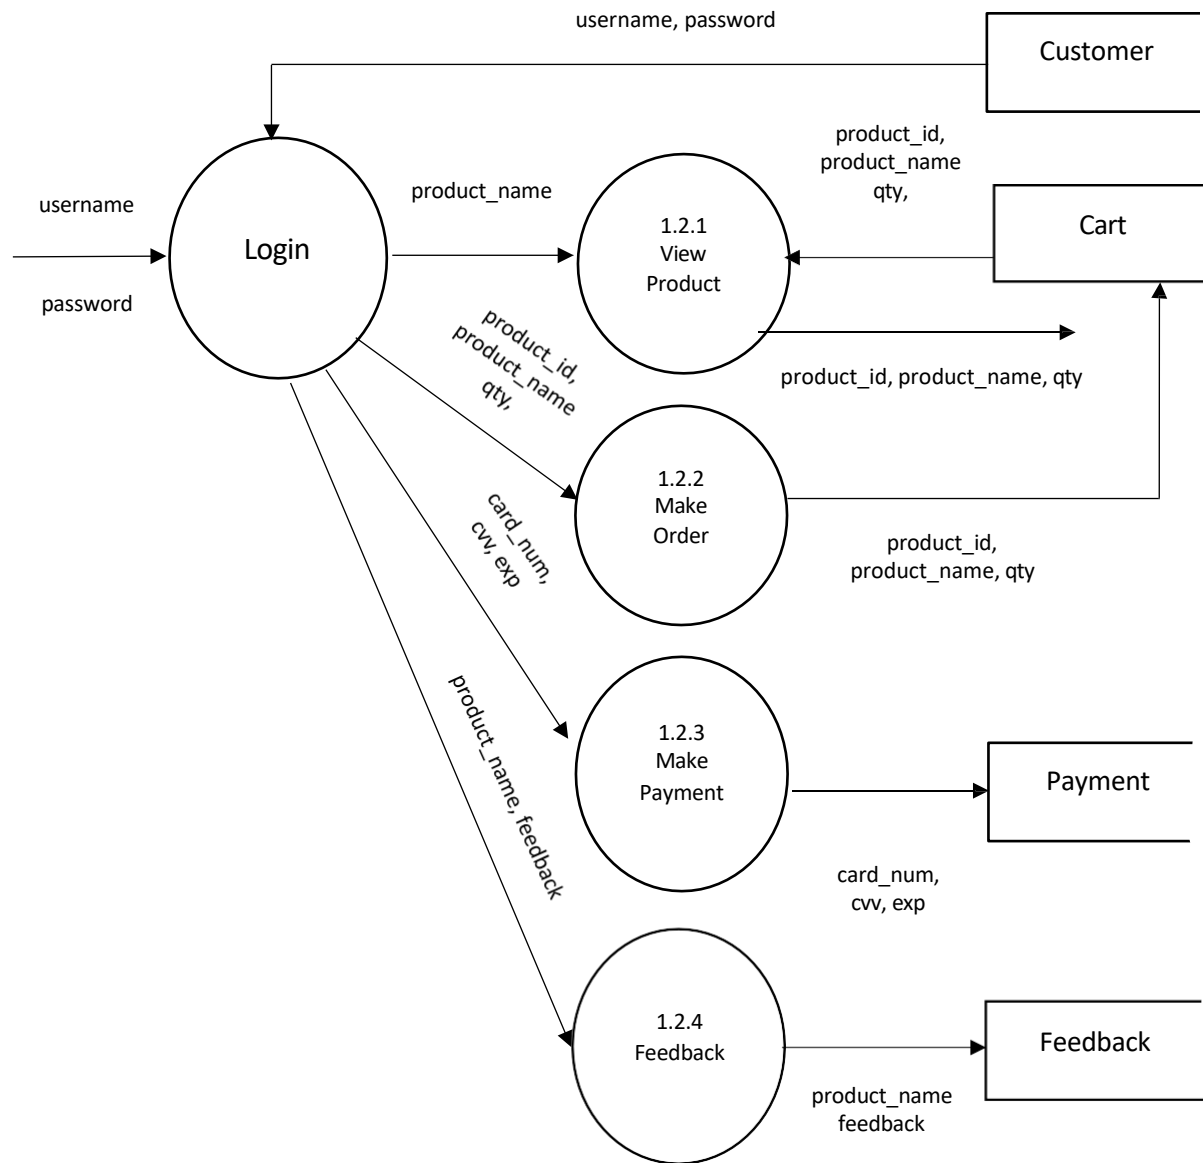 username, password
Customer
product_id,
product_name
qty,
username
password
Login
product_name
1.2.1
View
Product
Cart
product_id,
product_name
qty,
product_id, product_name, qty
1.2.2
Make
Order
product_id,
product_name, qty
card_num,
cvv, exp
1.2.3
Make
Payment
Payment
card_num,
cvv, exp
product_name, feedback
1.2.4
Feedback
Feedback
product_name
feedback